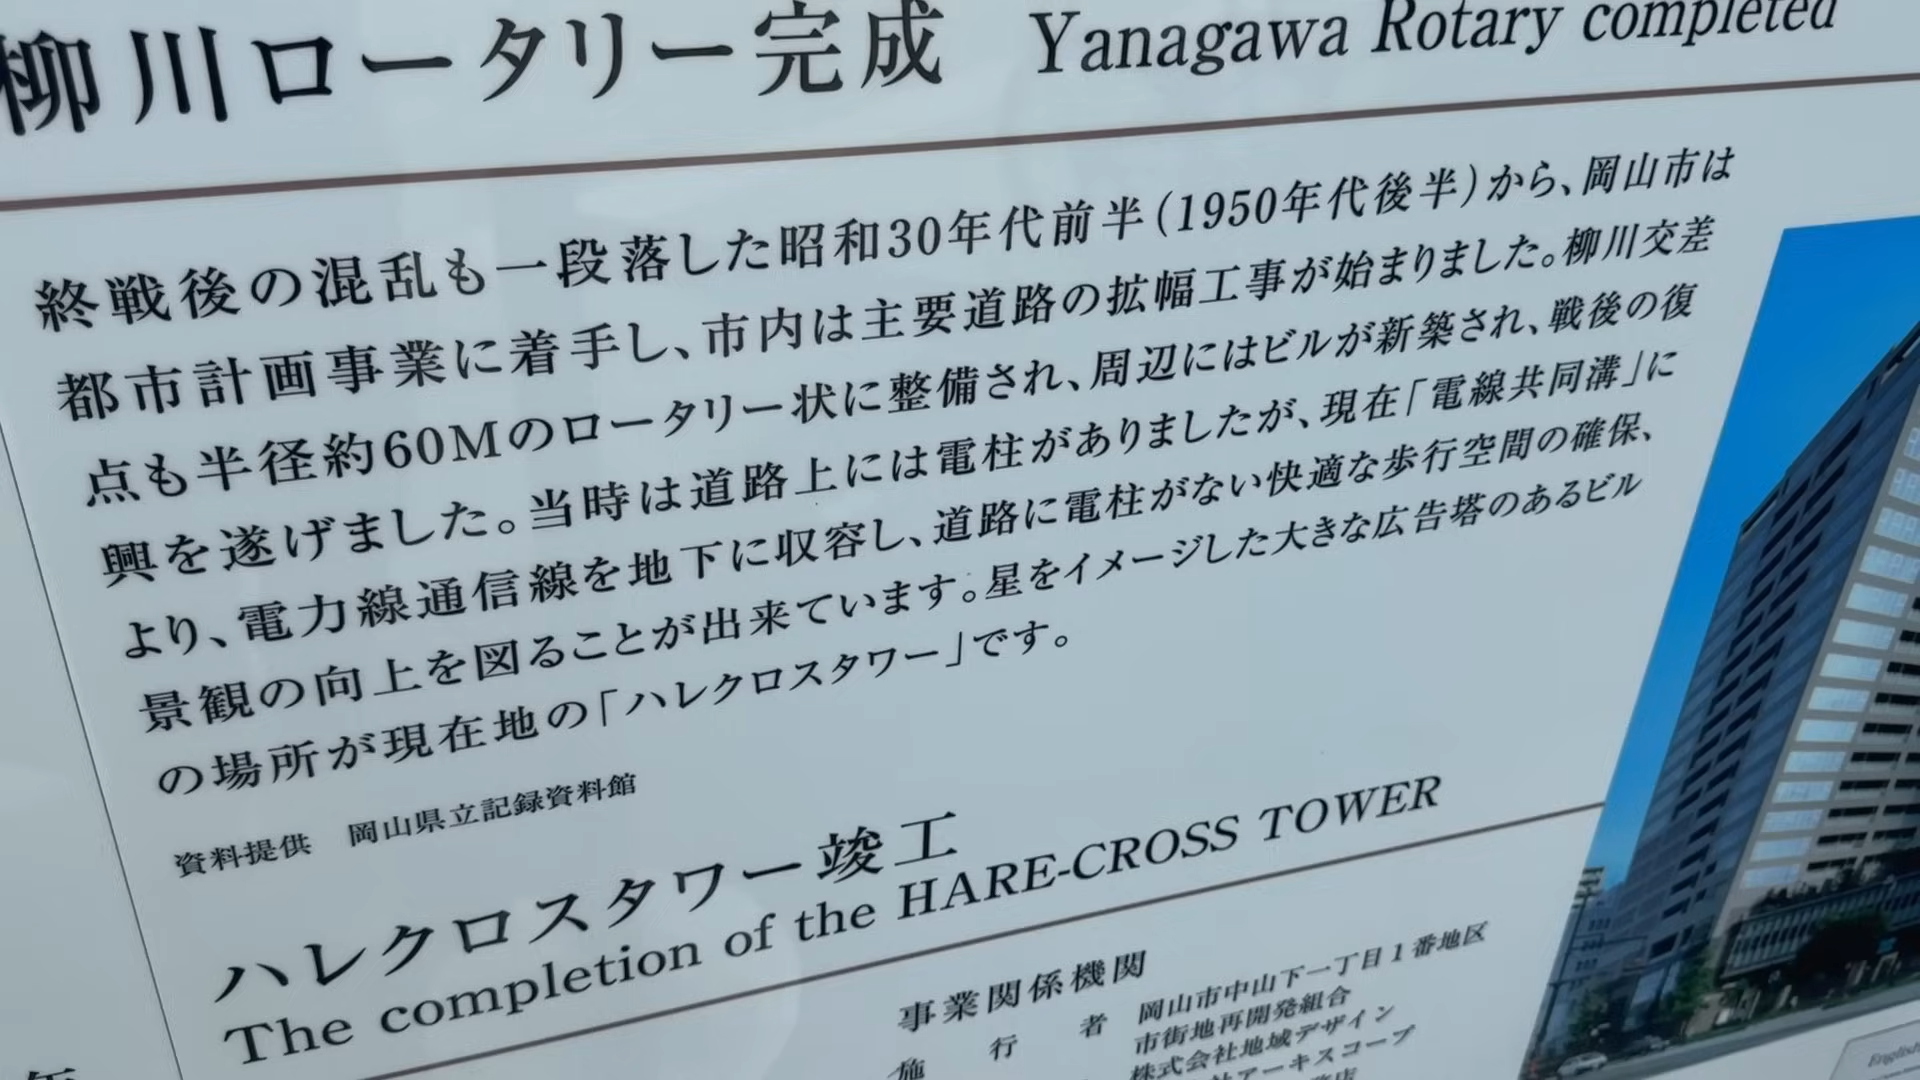 柳川ロータリー完成 Yanagawa Rotary completed
終戦後の混乱も一段落した昭和30年代前半(1950年代後半)から、岡山市は
都市計画事業に着手し、市内は主要道路の拡幅工事が始まりました。柳川交差
点も半径約60Mのロータリー状に整備され、周辺にはビルが新築され、戦後の復
興を遂げました。当時は道路上には電柱がありましたが、現在「電線共同溝」に
より、電力線通信線を地下に収容し、道路に電柱がない快適な歩行空間の確保、
景観の向上を図ることが出来ています。星をイメージした大きな広告塔のあるビル
の場所が現在地の「ハレクロスタワー」です。
資料提供 岡山県立記録資料館
ハレクロスタワー竣工
The completion of the HARE-CROSS TOWER
事業関係機関
施行者 岡山市中山下一丁目1番地区
市街地再開発組合
株式会社地域デザイン
アーキスコープ
English